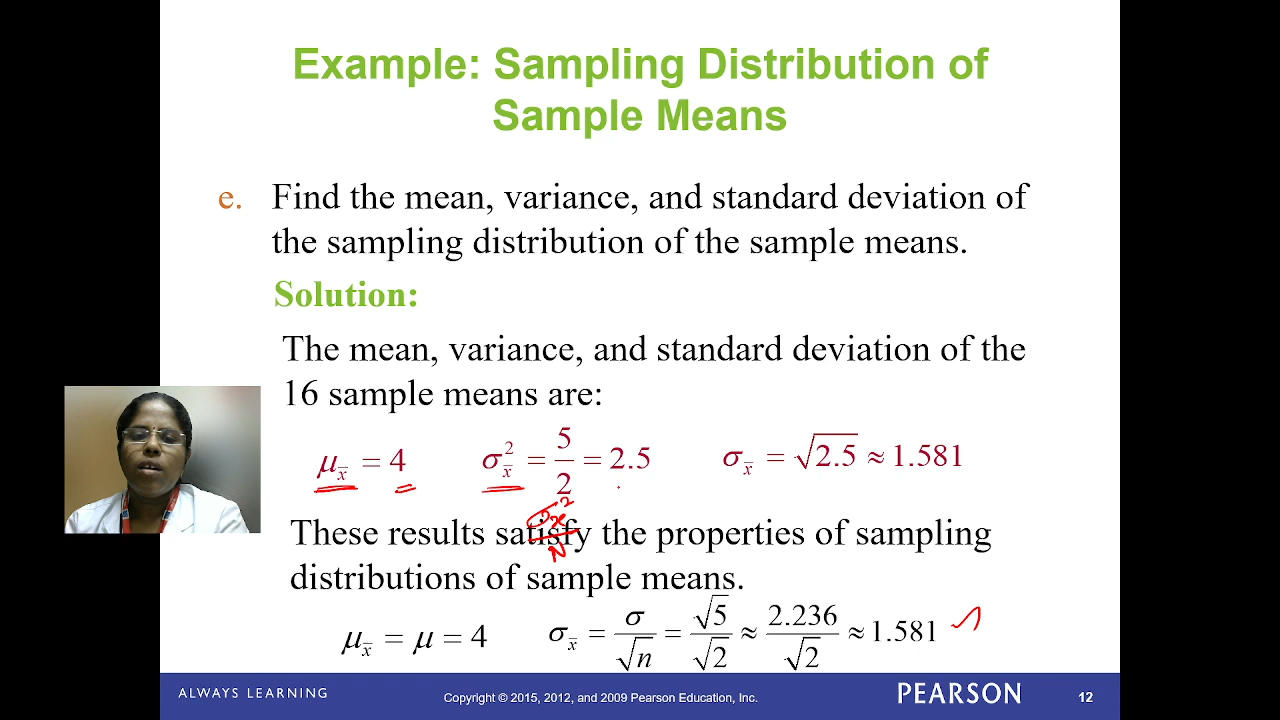 Example: Sampling Distribution of
Sample Means
e. Find the mean, variance, and standard deviation of
the sampling distribution of the sample means.
Solution:
The mean, variance, and standard deviation of the
16 sample means are:
μ_x̄ = 4 σ²_x̄ = 5/2 = 2.5 σ_x̄ = √2.5 ≈ 1.581
σx²/N
These results satisfy the properties of sampling
distributions of sample means.
μ_x̄ = μ = 4 σ_x̄ = σ/√n = √5/√2 ≈ 2.236/√2 ≈ 1.581
ALWAYS LEARNING Copyright © 2015, 2012, and 2009 Pearson Education, Inc. PEARSON 12